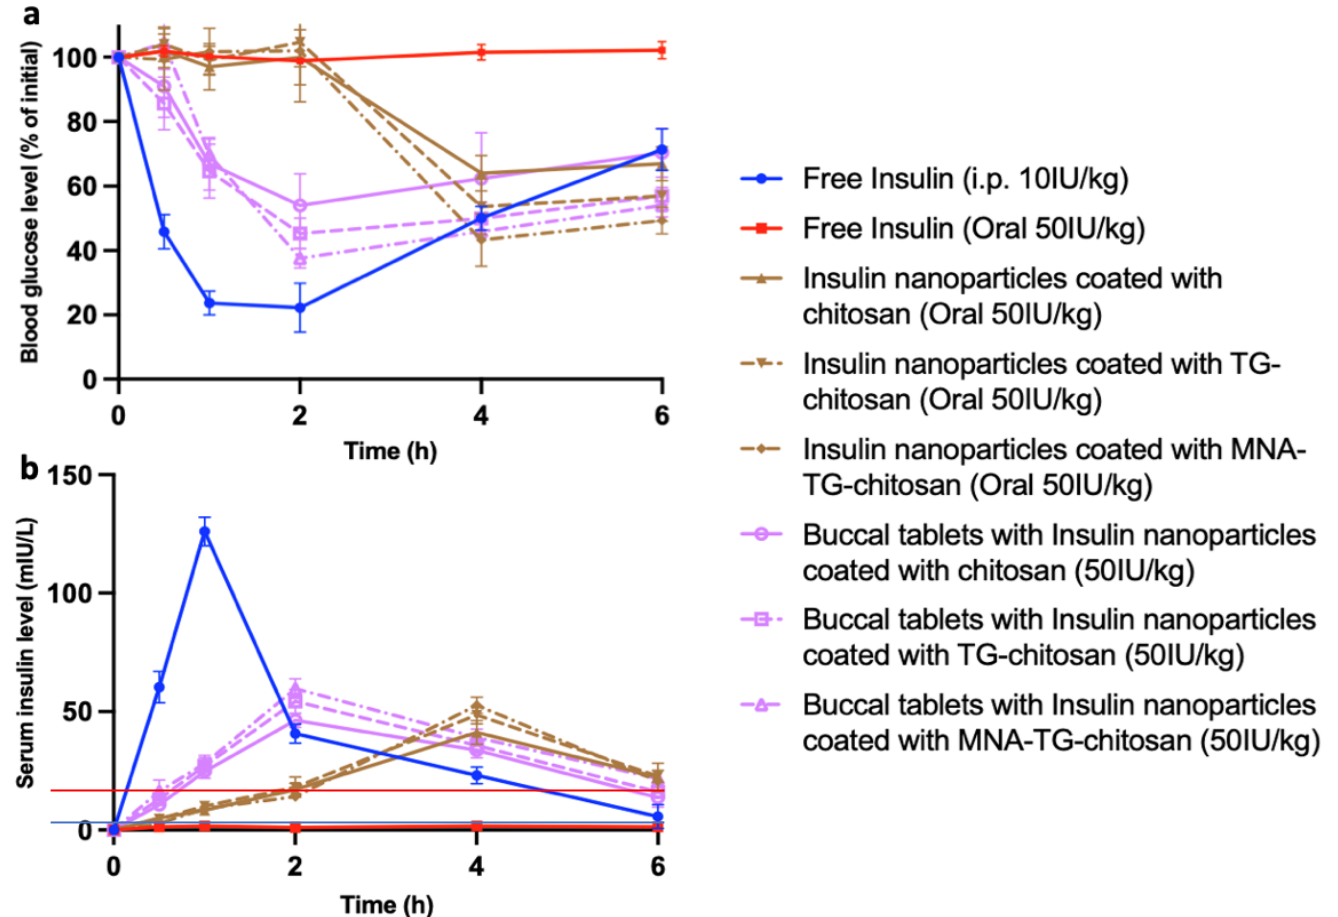 a
Blood glucose level (% of initial)
100
80
60
40
20
0
0 2 4 6
Time (h)
b
Serum insulin level (mIU/L)
150
100
50
0
0 2 4 6
Time (h)
Free Insulin (i.p. 10IU/kg)
Free Insulin (Oral 50IU/kg)
Insulin nanoparticles coated with
chitosan (Oral 50IU/kg)
Insulin nanoparticles coated with TG-
chitosan (Oral 50IU/kg)
Insulin nanoparticles coated with MNA-
TG-chitosan (Oral 50IU/kg)
Buccal tablets with Insulin nanoparticles
coated with chitosan (50IU/kg)
Buccal tablets with Insulin nanoparticles
coated with TG-chitosan (50IU/kg)
Buccal tablets with Insulin nanoparticles
coated with MNA-TG-chitosan (50IU/kg)